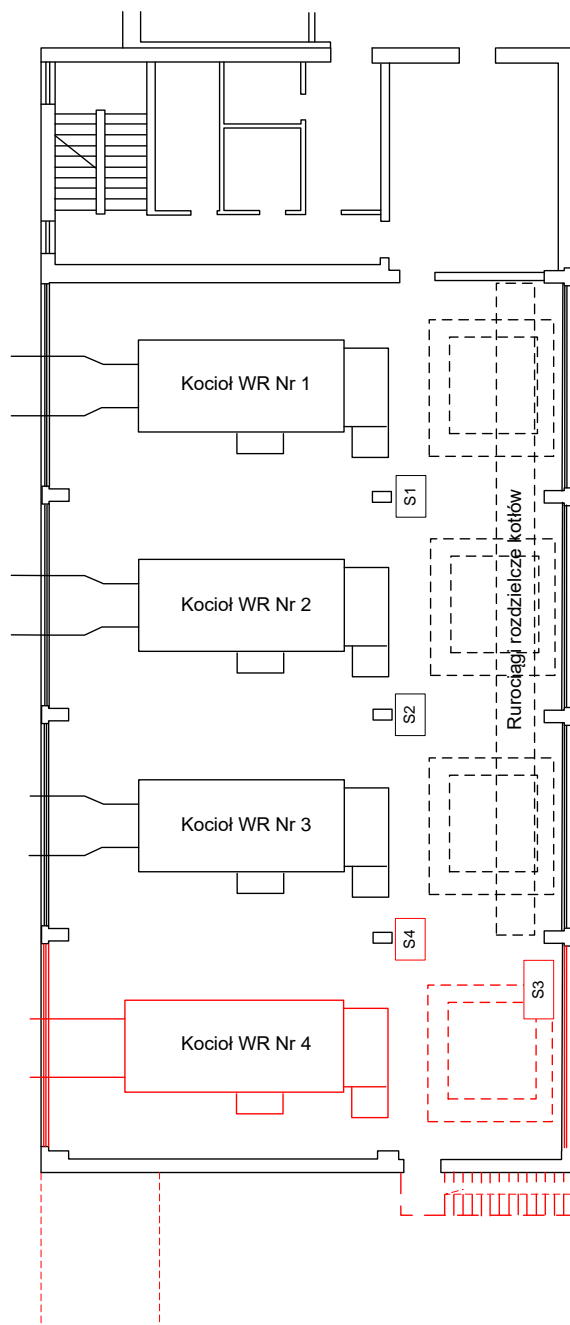 Kocioł WR Nr 1
S1
Rurociągi rozdzielcze kotłów
Kocioł WR Nr 2
S2
Kocioł WR Nr 3
S4
S3
Kocioł WR Nr 4